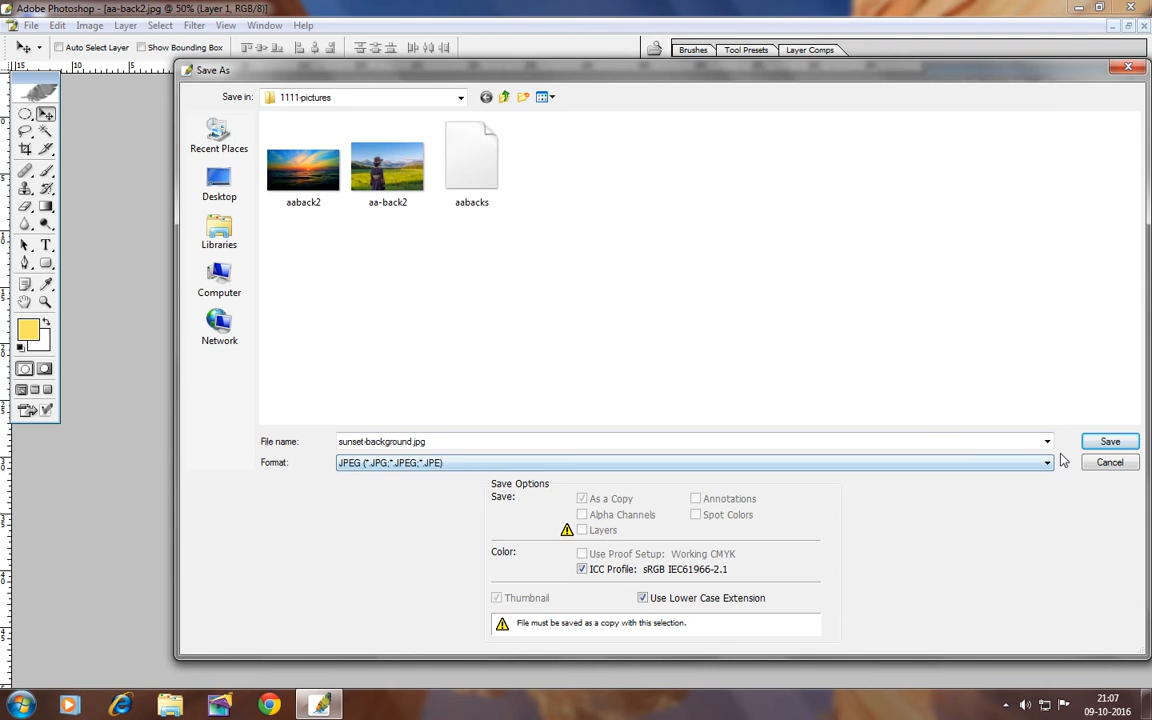 Adobe Photoshop - [aa-back2.jpg @ 50% (Layer 1, RGB/8)]
File Edit Image Layer Select Filter View Window Help
Auto Select Layer Show Bounding Box Brushes Tool Presets Layer Comps
15 10 5
Save As
Save in: 1111-pictures
Recent Places
Desktop
Libraries
Computer
Network
aaback2 aa-back2 aabacks
File name: sunset-background.jpg Save
Format: JPEG (*.JPG;*.JPEG;*.JPE) Cancel
Save Options
Save: As a Copy Annotations
Alpha Channels Spot Colors
Layers
Color: Use Proof Setup: Working CMYK
ICC Profile: sRGB IEC61966-2.1
Thumbnail Use Lower Case Extension
File must be saved as a copy with this selection.
21:07
09-10-2016